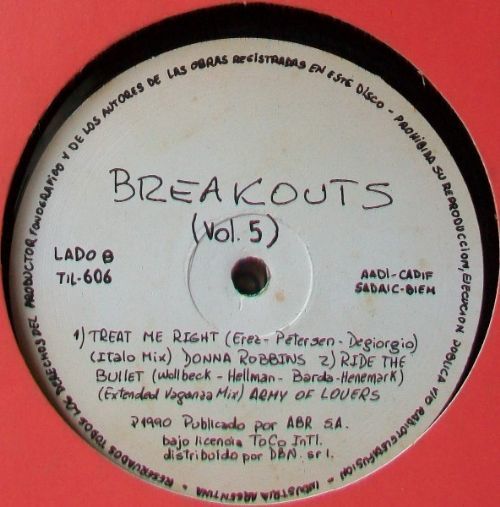 RESERVADOS TODOS LOS DERECHOS DEL PRODUCTOR FONOGRAFICO Y DE LOS AUTORES DE LAS OBRAS REGISTRADAS EN ESTE DISCO - PROHIBIDA SU REPRODUCCION, EJECUCION PUBLICA Y/O RADIOTELEDIFUSION - INDUSTRIA ARGENTINA -
BREAKOUTS
(Vol. 5)
LADO B
TIL-606
AADI-CADIF
SADAIC-BIEM
1) TREAT ME RIGHT (Erez- Petersen- Degiorgio)
(Italo Mix) DONNA ROBBINS 2) RIDE THE
BULLET (Wollbeck - Hellman - Barda-Henemark)
(Extended Vaganza Mix) ARMY OF LOVERS
P1990 Publicado por ABR S.A.
bajo licencia ToCo InTl.
distribuido por DBN. srl.